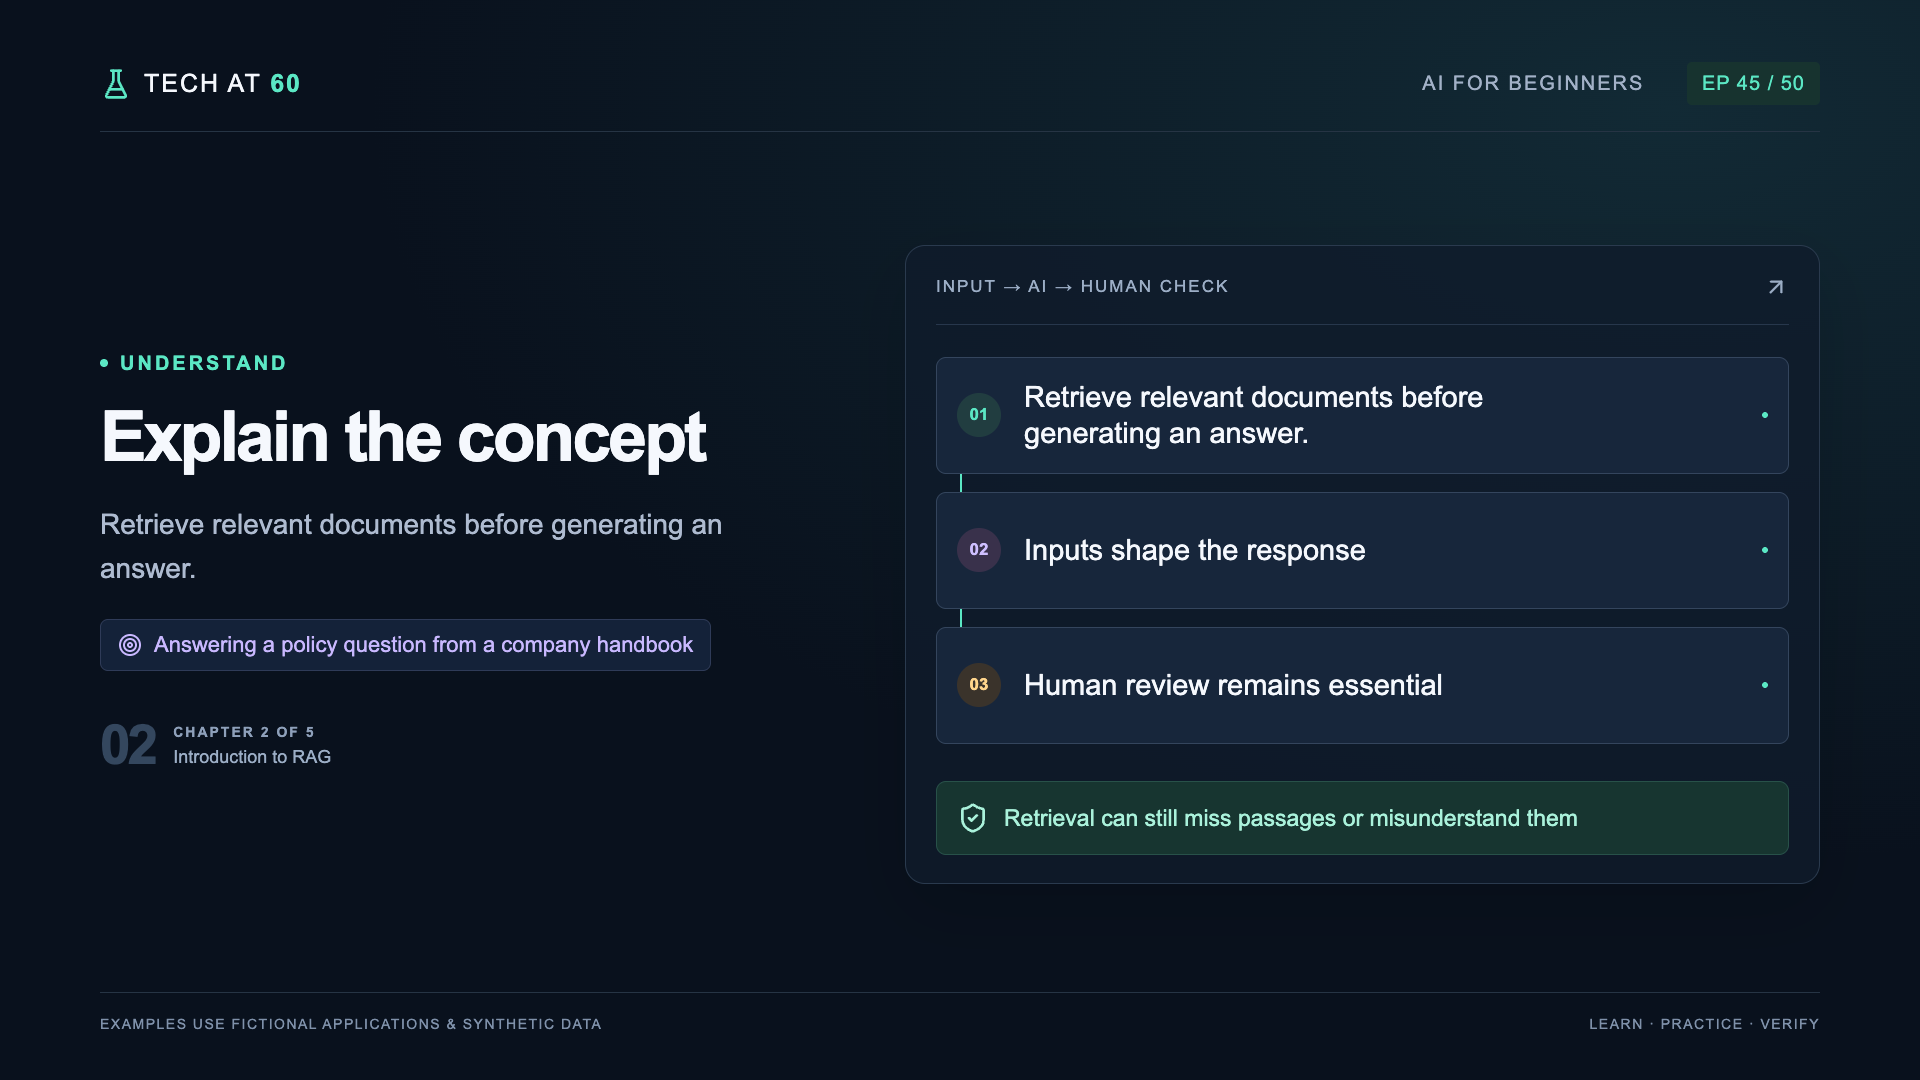 TECH AT 60
AI FOR BEGINNERS
EP 45 / 50
UNDERSTAND
Explain the concept
Retrieve relevant documents before generating an
answer.
Answering a policy question from a company handbook
02
CHAPTER 2 OF 5
Introduction to RAG
INPUT → AI → HUMAN CHECK
01
Retrieve relevant documents before
generating an answer.
02
Inputs shape the response
03
Human review remains essential
Retrieval can still miss passages or misunderstand them
EXAMPLES USE FICTIONAL APPLICATIONS & SYNTHETIC DATA
LEARN · PRACTICE · VERIFY